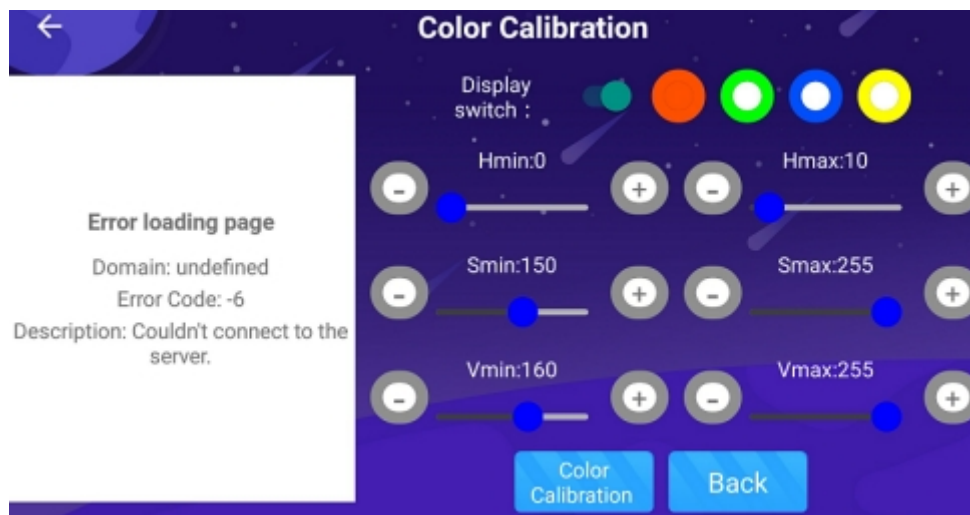 Color Calibration
Display
switch :
Hmin:0
Hmax:10
- + - +
Error loading page
Domain: undefined
Error Code: -6
Description: Couldn't connect to the
server.
Smin:150
Smax:255
- + - +
Vmin:160
Vmax:255
- + - +
Color
Calibration
Back